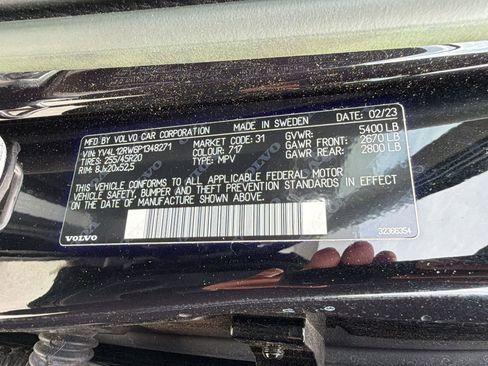 MFD. BY VOLVO CAR CORPORATION MADE IN SWEDEN DATE: 02/23
VIN: YV4L12RW6P1348271 MARKET CODE: 31 GVWR: 5400 LB
TIRES: 255/45R20 COLOUR: 717 GAWR FRONT: 2670 LB
RIM: 8Jx20x52,5 TYPE: MPV GAWR REAR: 2800 LB
THIS VEHICLE CONFORMS TO ALL APPLICABLE FEDERAL MOTOR
VEHICLE SAFETY, BUMPER AND THEFT PREVENTION STANDARDS IN EFFECT
ON THE DATE OF MANUFACTURE SHOWN ABOVE.
VOLVO 32366354